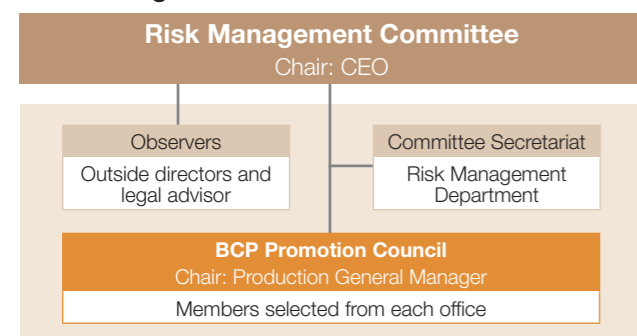 Risk Management Committee
Chair: CEO
Observers
Outside directors and
legal advisor
Committee Secretariat
Risk Management
Department
BCP Promotion Council
Chair: Production General Manager
Members selected from each office